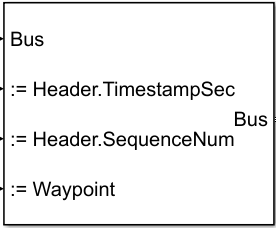 Bus
:= Header.TimestampSec
Bus
:= Header.SequenceNum
:= Waypoint